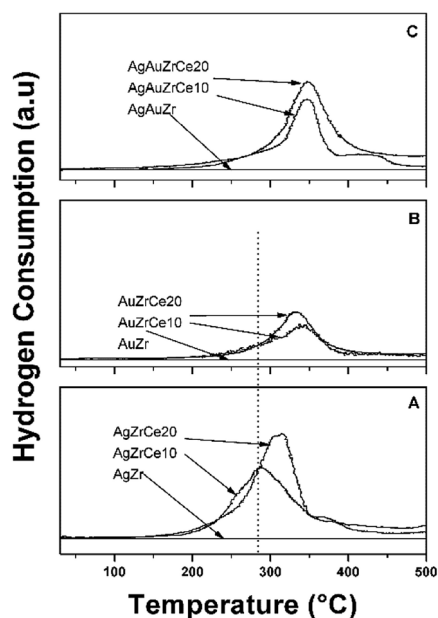 C
AgAuZrCe20
AgAuZrCe10
AgAuZr
B
AuZrCe20
AuZrCe10
AuZr
A
AgZrCe20
AgZrCe10
AgZr
Hydrogen Consumption (a.u)
100 200 300 400 500
Temperature (°C)